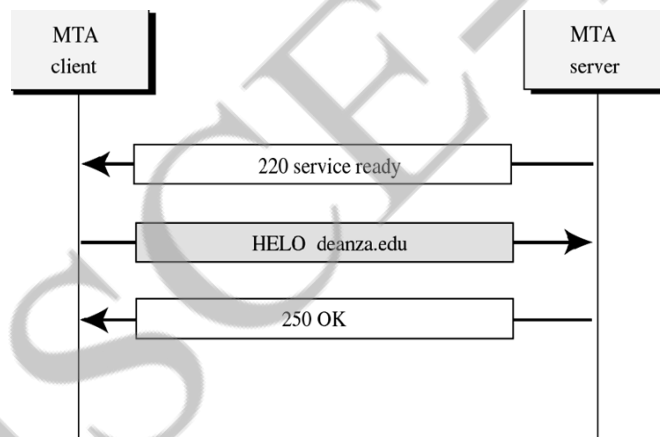 MTA
client
MTA
server
220 service ready
HELO deanza.edu
250 OK